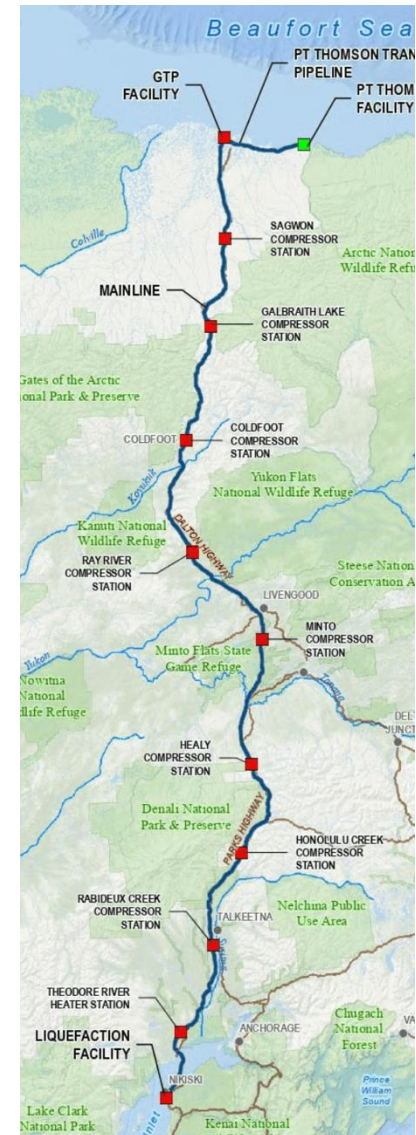 Beaufort Sea
PT THOMSON TRAN
PIPELINE
GTP
FACILITY
PT THOM
FACILITY
Colville
SAGWON
COMPRESSOR
STATION
Arctic Nation
Wildlife Refu
MAINLINE
GALBRAITH LAKE
COMPRESSOR
STATION
Gates of the Arctic
onal Park & Preserve
COLDFOOT
COLDFOOT
COMPRESSOR
STATION
Koyukuk
Yukon Flats
National Wildlife Refuge
Kanuti National
Wildlife Refuge
DALTON HIGHWAY
RAY RIVER
COMPRESSOR
STATION
Steese Nation
Conservation A
LIVENGOOD
MINTO
COMPRESSOR
STATION
Minto Flats State
Game Refuge
Yukon
Tanana
Nowitna
National
dlife Refuge
DEL
JUNCT
HEALY
COMPRESSOR
STATION
Denali National
Park & Preserve
PARKS HIGHWAY
HONOLULU CREEK
COMPRESSOR
STATION
RABIDEUX CREEK
COMPRESSOR
STATION
TALKEETNA
Nelchina Public
Use Area
Susitna
THEODORE RIVER
HEATER STATION
LIQUEFACTION
FACILITY
ANCHORAGE
Chugach
National
Forest
VA
NIKISKI
Prince
William
Sound
Lake Clark
National Park
Inlet
Kenai National